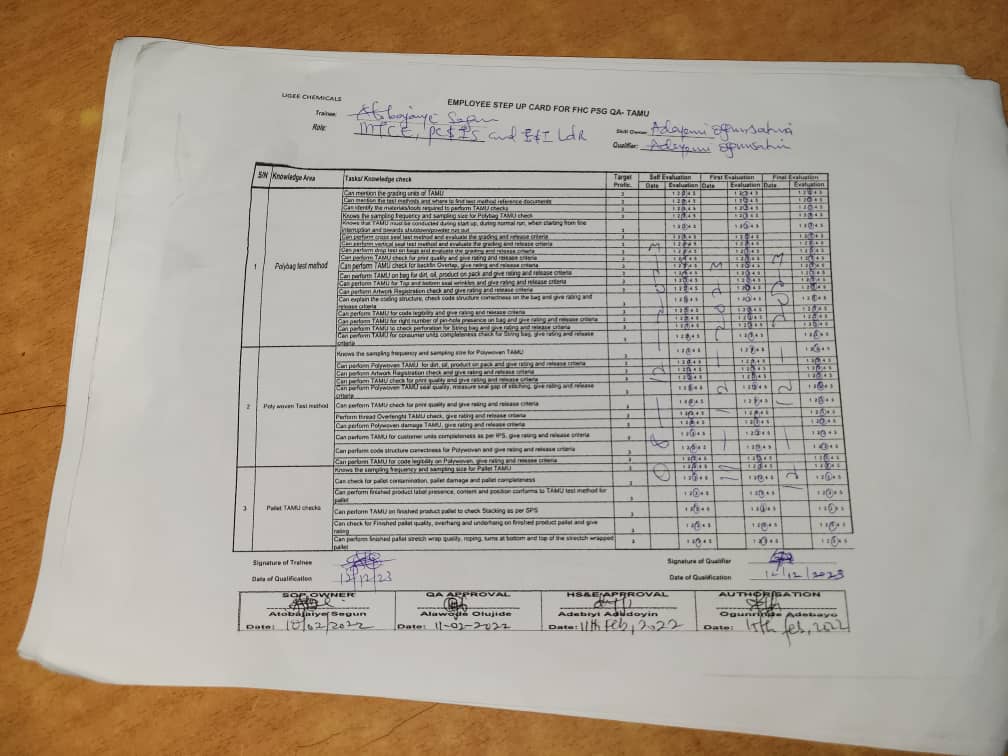 LIGEE CHEMICALS
EMPLOYEE STEP UP CARD FOR FHC PSG QA- TAMU
Trainee: Atobajaiye Segun
Role: MTCE, PCS IS and E&I LdR
Skill Owner: Adeyemi Ogunsahin
Qualifier: Adeyemi Ogunsahin
S/N Knowledge Area Tasks/ Knowledge check Target Profic. Self Evaluation First Evaluation Final Evaluation
Date Evaluation Date Evaluation Date Evaluation
1 Polybag test method
Can mention the grading units of TAMU 3 1 2 3 4 5 1 2 3 4 5 1 2 3 4 5
Can mention the test methods and where to find test method reference documents 3 1 2 3 4 5 1 2 3 4 5 1 2 3 4 5
Can identify the materials/tools required to perform TAMU checks 3 1 2 3 4 5 1 2 3 4 5 1 2 3 4 5
Knows the sampling frequency and sampling size for Polybag TAMU check 3 1 2 3 4 5 1 2 3 4 5 1 2 3 4 5
Knows that TAMU must be conducted during start up, during normal run, when starting from line
interruption and towards shutdown/powder run out 3 1 2 3 4 5 1 2 3 4 5 1 2 3 4 5
Can perform cross seal test method and evaluate the grading and release criteria 3 1 2 3 4 5 1 2 3 4 5 1 2 3 4 5
Can perform vertical seal test method and evaluate the grading and release criteria 3 1 2 3 4 5 1 2 3 4 5 1 2 3 4 5
Can perform drop test on bags and evaluate the grading and release criteria 3 1 2 3 4 5 1 2 3 4 5 1 2 3 4 5
Can perform TAMU check for print quality and give rating and release criteria 3 1 2 3 4 5 1 2 3 4 5 1 2 3 4 5
Can perform TAMU check for backfin Overlap, give rating and release criteria 3 1 2 3 4 5 1 2 3 4 5 1 2 3 4 5
Can perform TAMU on bag for dirt, oil, product on pack and give rating and release criteria 3 1 2 3 4 5 1 2 3 4 5 1 2 3 4 5
Can perform TAMU for Top and bottom seal wrinkles and give rating and release criteria 3 1 2 3 4 5 1 2 3 4 5 1 2 3 4 5
Can perform Artwork Registration check and give rating and release criteria 3 1 2 3 4 5 1 2 3 4 5 1 2 3 4 5
Can explain the coding structure, check code structure correctness on the bag and give rating and
release criteria 3 1 2 3 4 5 1 2 3 4 5 1 2 3 4 5
Can perform TAMU for code legibility and give rating and release criteria 3 1 2 3 4 5 1 2 3 4 5 1 2 3 4 5
Can perform TAMU for right number of pin-hole presence on bag and give rating and release criteria 3 1 2 3 4 5 1 2 3 4 5 1 2 3 4 5
Can perform TAMU to check perforation for String bag and give rating and release criteria 3 1 2 3 4 5 1 2 3 4 5 1 2 3 4 5
Can perform TAMU for consumer units completeness check for String bag, give rating and release
criteria 3 1 2 3 4 5 1 2 3 4 5 1 2 3 4 5
2 Poly woven Test method
Knows the sampling frequency and sampling size for Polywoven TAMU 3 1 2 3 4 5 1 2 3 4 5 1 2 3 4 5
Can perform Polywoven TAMU for dirt, oil, product on pack and give rating and release criteria 3 1 2 3 4 5 1 2 3 4 5 1 2 3 4 5
Can perform Artwork Registration check and give rating and release criteria 3 1 2 3 4 5 1 2 3 4 5 1 2 3 4 5
Can perform TAMU check for print quality and give rating and release criteria 3 1 2 3 4 5 1 2 3 4 5 1 2 3 4 5
Can perform Polywoven TAMU seal quality, measure seal gap of stitching, give rating and release
criteria 3 1 2 3 4 5 1 2 3 4 5 1 2 3 4 5
Can perform TAMU check for print quality and give rating and release criteria 3 1 2 3 4 5 1 2 3 4 5 1 2 3 4 5
Perform thread Overlenght TAMU check, give rating and release criteria 3 1 2 3 4 5 1 2 3 4 5 1 2 3 4 5
Can perform Polywoven damage TAMU, give rating and release criteria 3 1 2 3 4 5 1 2 3 4 5 1 2 3 4 5
Can perform TAMU for customer units completeness as per IPS, give rating and release criteria 3 1 2 3 4 5 1 2 3 4 5 1 2 3 4 5
Can perform code structure correctness for Polywoven and give rating and release criteria 3 1 2 3 4 5 1 2 3 4 5 1 2 3 4 5
Can perform TAMU for code legibility on Polywoven, give rating and release criteria 3 1 2 3 4 5 1 2 3 4 5 1 2 3 4 5
3 Pallet TAMU checks
Knows the sampling frequency and sampling size for Pallet TAMU 3 1 2 3 4 5 1 2 3 4 5 1 2 3 4 5
Can check for pallet contamination, pallet damage and pallet completeness 3 1 2 3 4 5 1 2 3 4 5 1 2 3 4 5
Can perform finished product label presence, content and position conforms to TAMU test method for
pallet 3 1 2 3 4 5 1 2 3 4 5 1 2 3 4 5
Can perform TAMU on finished product pallet to check Stacking as per SPS 3 1 2 3 4 5 1 2 3 4 5 1 2 3 4 5
Can check for Finished pallet quality, overhang and underhang on finished product pallet and give
rating 3 1 2 3 4 5 1 2 3 4 5 1 2 3 4 5
Can perform finished pallet stretch wrap quality, roping, turns at bottom and top of the strectch wrapped
pallet 3 1 2 3 4 5 1 2 3 4 5 1 2 3 4 5
Signature of Trainee
Signature of Qualifier
Date of Qualification 12/12/23
Date of Qualification 12/12/2023
SOP OWNER QA APPROVAL HS&E APPROVAL AUTHORISATION
Atobajaiye Segun Alawode Olujide Adebiyi Adedoyin Adebayo
Date: 10/02/2022 Date: 11-02-2022 Date: 11th Feb, 2022 Date: 15th feb, 2022